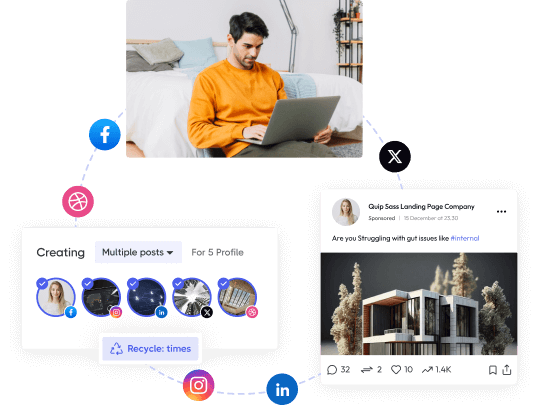 Creating
Multiple posts
For 5 Profile
Recycle: times
Quip Sass Landing Page Company
Sponsored | 15 December at 23.30
Are you Struggling with gut issues like #internal
32
2
10
1.4K